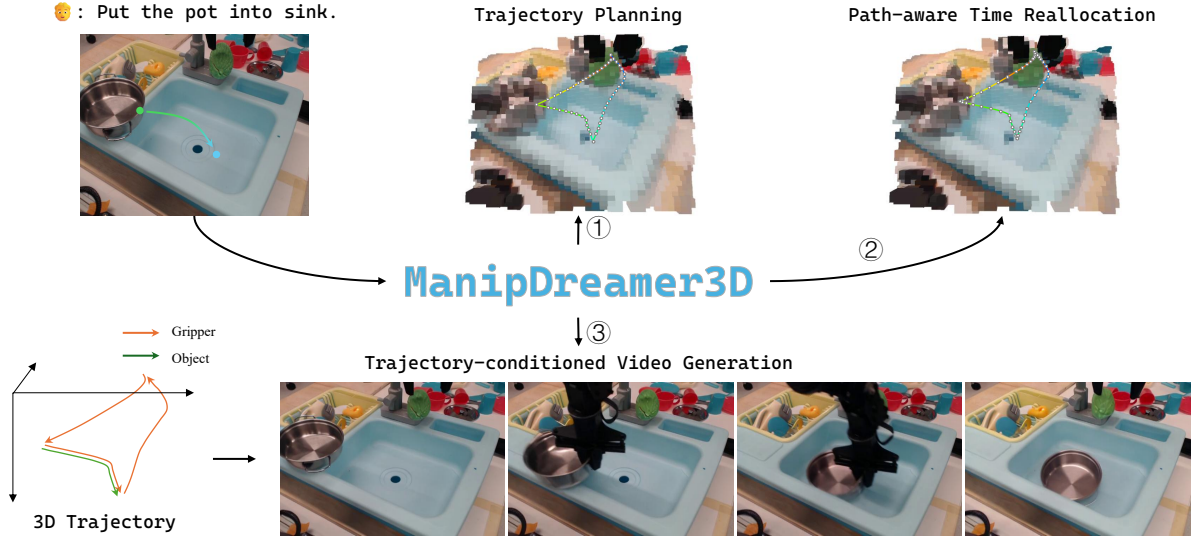 : Put the pot into sink.
Trajectory Planning
Path-aware Time Reallocation
①
②
ManipDreamer3D
③
Trajectory-conditioned Video Generation
Gripper
Object
3D Trajectory